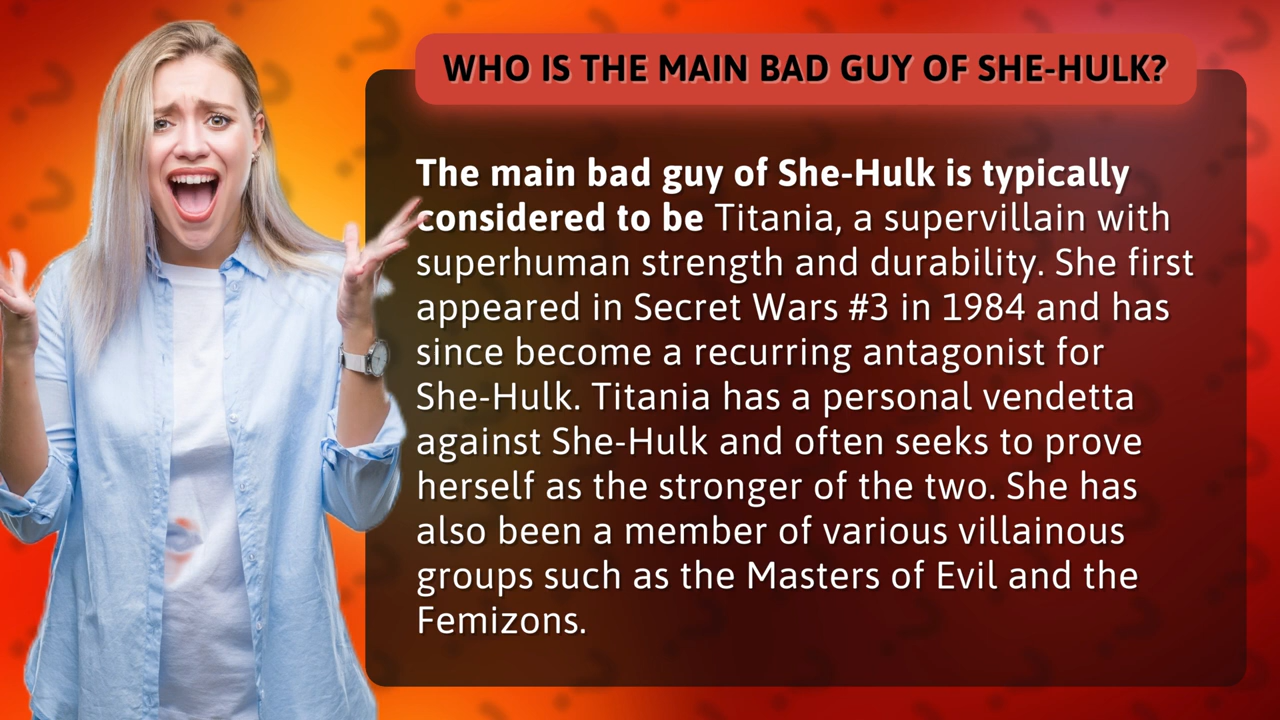 WHO IS THE MAIN BAD GUY OF SHE-HULK?
The main bad guy of She-Hulk is typically
considered to be Titania, a supervillain with
superhuman strength and durability. She first
appeared in Secret Wars #3 in 1984 and has
since become a recurring antagonist for
She-Hulk. Titania has a personal vendetta
against She-Hulk and often seeks to prove
herself as the stronger of the two. She has
also been a member of various villainous
groups such as the Masters of Evil and the
Femizons.